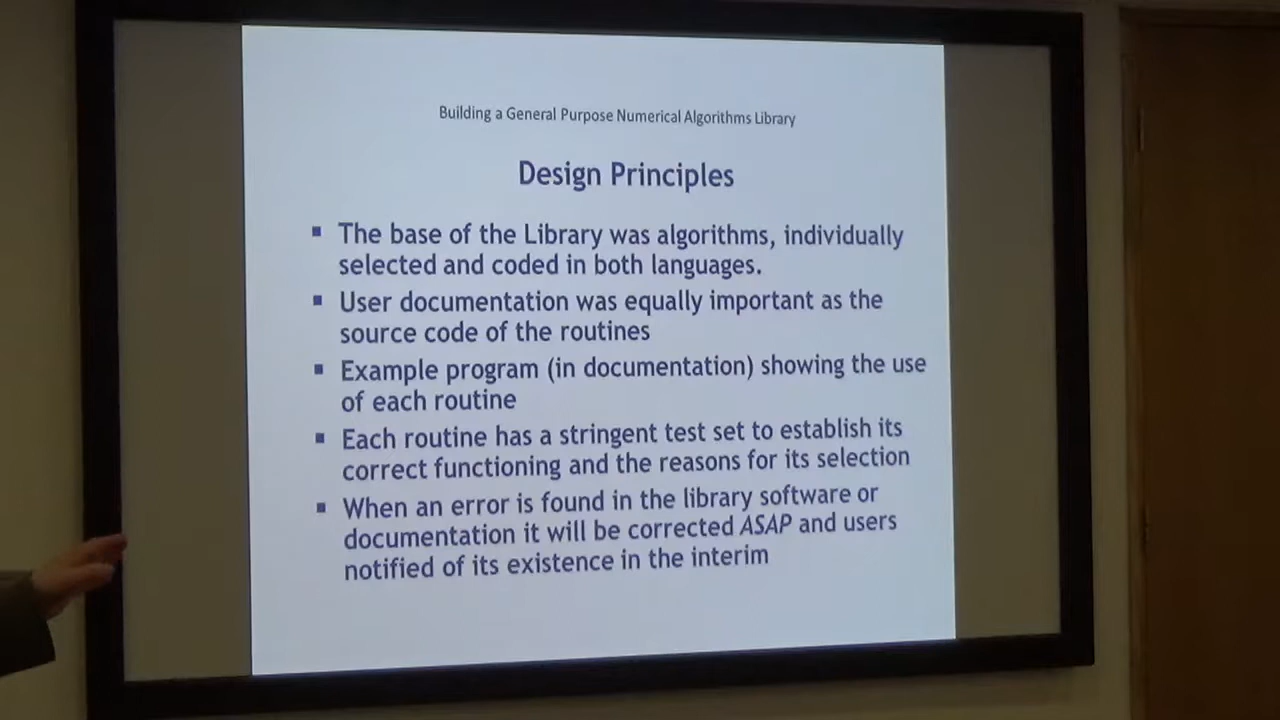 Building a General Purpose Numerical Algorithms Library
Design Principles
▪ The base of the Library was algorithms, individually
selected and coded in both languages.
▪ User documentation was equally important as the
source code of the routines
▪ Example program (in documentation) showing the use
of each routine
▪ Each routine has a stringent test set to establish its
correct functioning and the reasons for its selection
▪ When an error is found in the library software or
documentation it will be corrected ASAP and users
notified of its existence in the interim